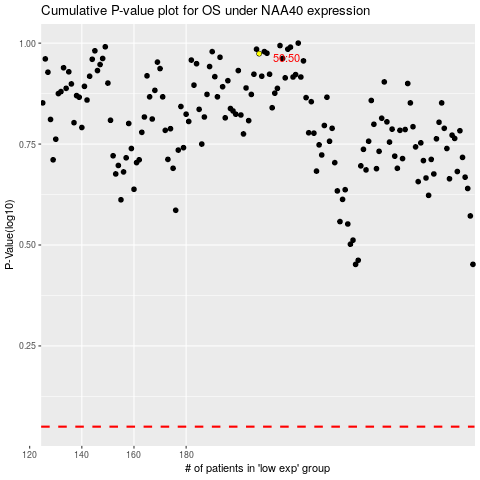 Cumulative P-value plot for OS under NAA40 expression
1.00
50:50
0.75
P-Value(log10)
0.50
0.25
120 125 140 160 180
# of patients in 'low exp' group